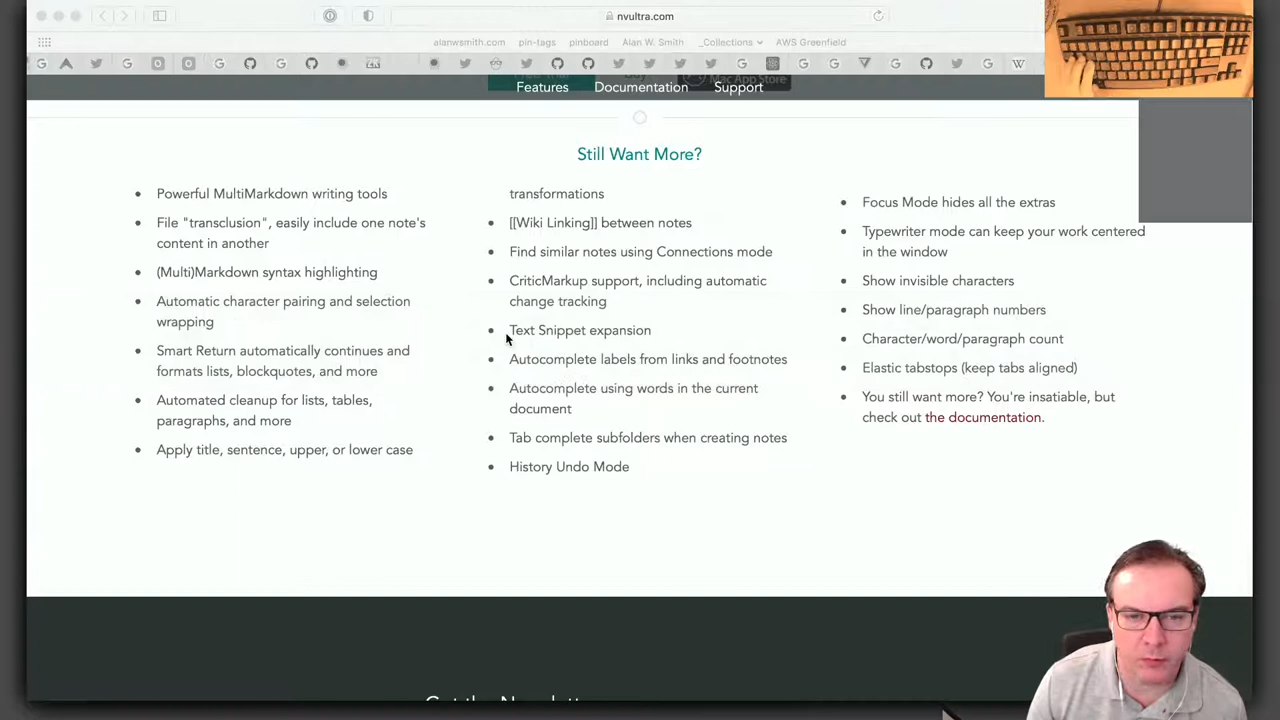 nvultra.com
alanwsmith.com pin-tags pinboard Alan W. Smith _Collections AWS Greenfield
Mac App Store
Features Documentation Support
Still Want More?
Powerful MultiMarkdown writing tools
File "transclusion", easily include one note's
content in another
(Multi)Markdown syntax highlighting
Automatic character pairing and selection
wrapping
Smart Return automatically continues and
formats lists, blockquotes, and more
Automated cleanup for lists, tables,
paragraphs, and more
Apply title, sentence, upper, or lower case
transformations
[[Wiki Linking]] between notes
Find similar notes using Connections mode
CriticMarkup support, including automatic
change tracking
Text Snippet expansion
Autocomplete labels from links and footnotes
Autocomplete using words in the current
document
Tab complete subfolders when creating notes
History Undo Mode
Focus Mode hides all the extras
Typewriter mode can keep your work centered
in the window
Show invisible characters
Show line/paragraph numbers
Character/word/paragraph count
Elastic tabstops (keep tabs aligned)
You still want more? You're insatiable, but
check out the documentation.